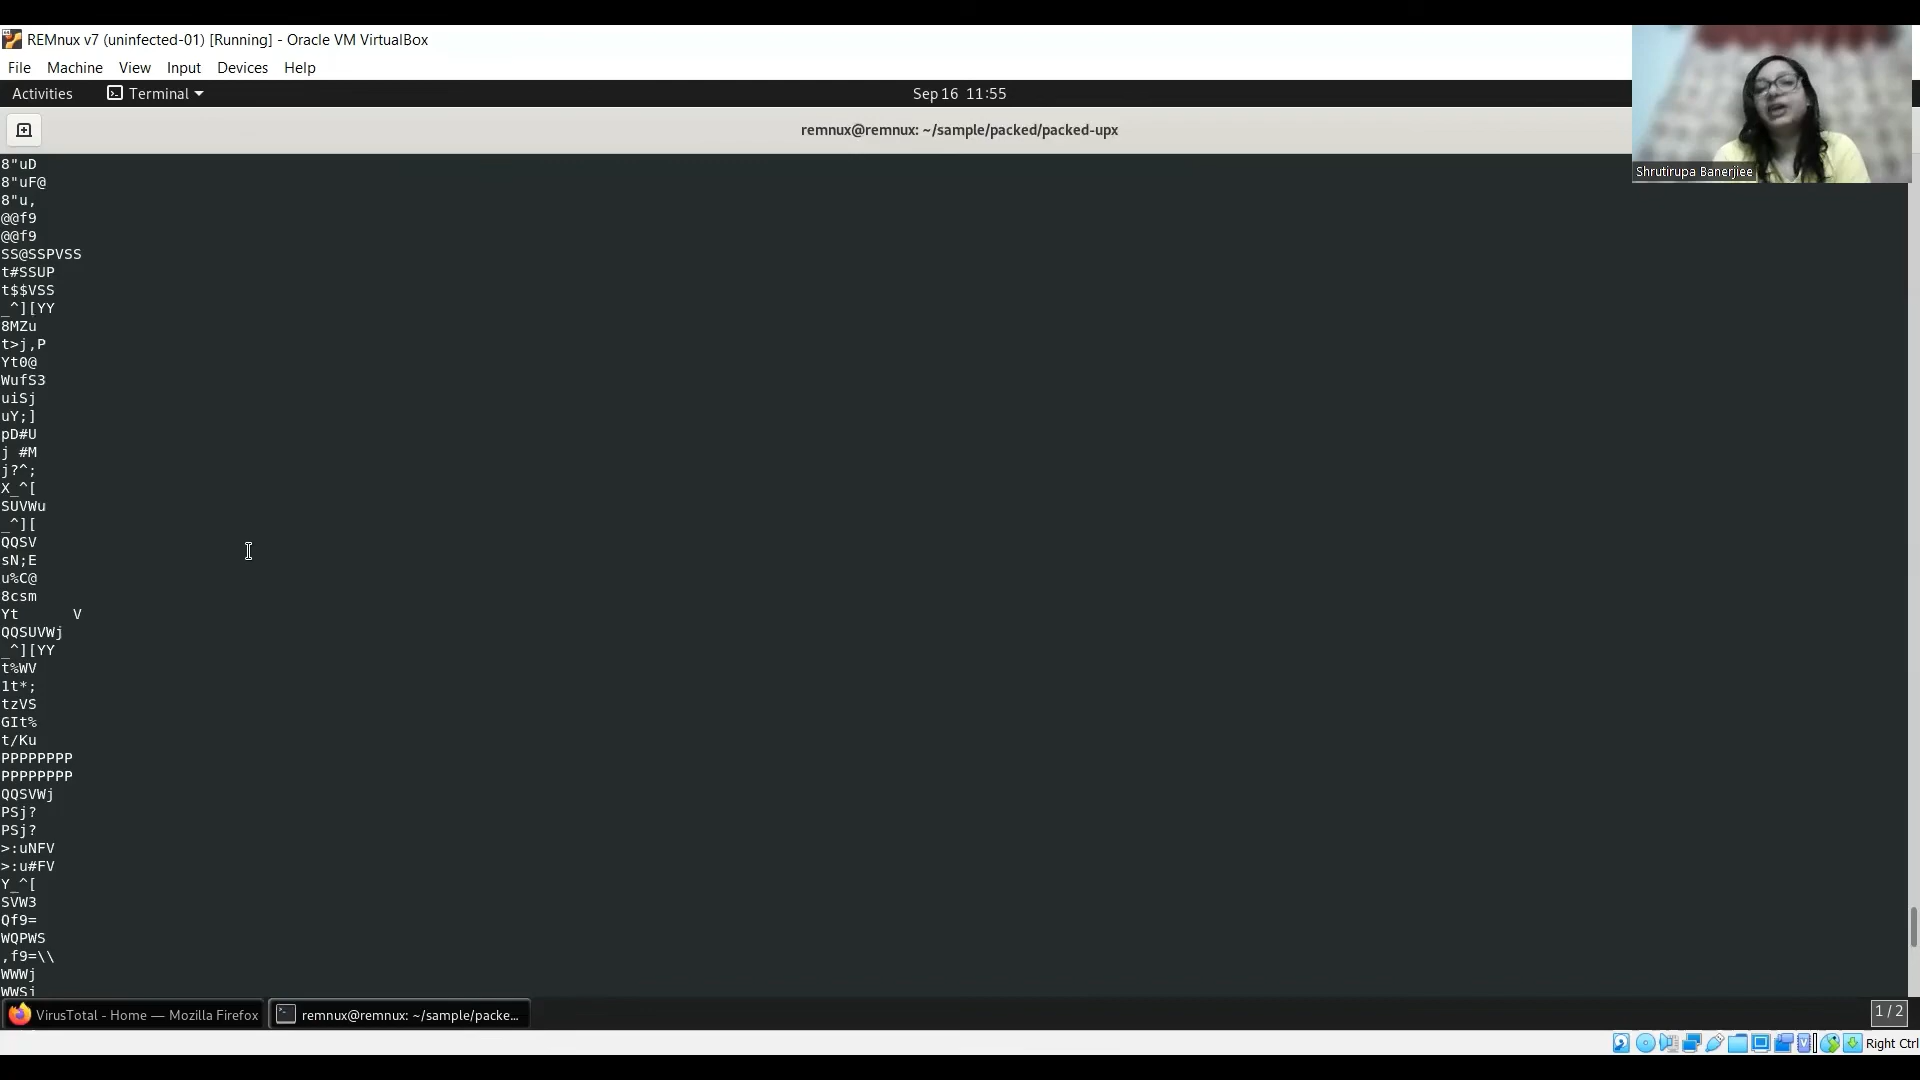 REMnux v7 (uninfected-01) [Running] - Oracle VM VirtualBox
File Machine View Input Devices Help
Activities Terminal Sep 16 11:55
remnux@remnux: ~/sample/packed/packed-upx
Shrutirupa Banerjiee
8"uD
8"uF@
8"u,
@@f9
@@f9
SS@SSPVSS
t#SSUP
t$$VSS
_^][YY
8MZu
t>j,P
Yt0@
WufS3
uiSj
uY;]
pD#U
j #M
j?^;
X_^[
SUVWu
_^][
QQSV
sN;E
u%C@
8csm
Yt      V
QQSUVWj
_^][YY
t%WV
1t*;
tzVS
GIt%
t/Ku
PPPPPPPP
PPPPPPPP
QQSVWj
PSj?
PSj?
>:uNFV
>:u#FV
Y_^[
SVW3
Qf9=
WQPWS
,f9=\\
WWWj
WWSj
VirusTotal - Home — Mozilla Firefox remnux@remnux: ~/sample/packe... 1 / 2
Right Ctrl